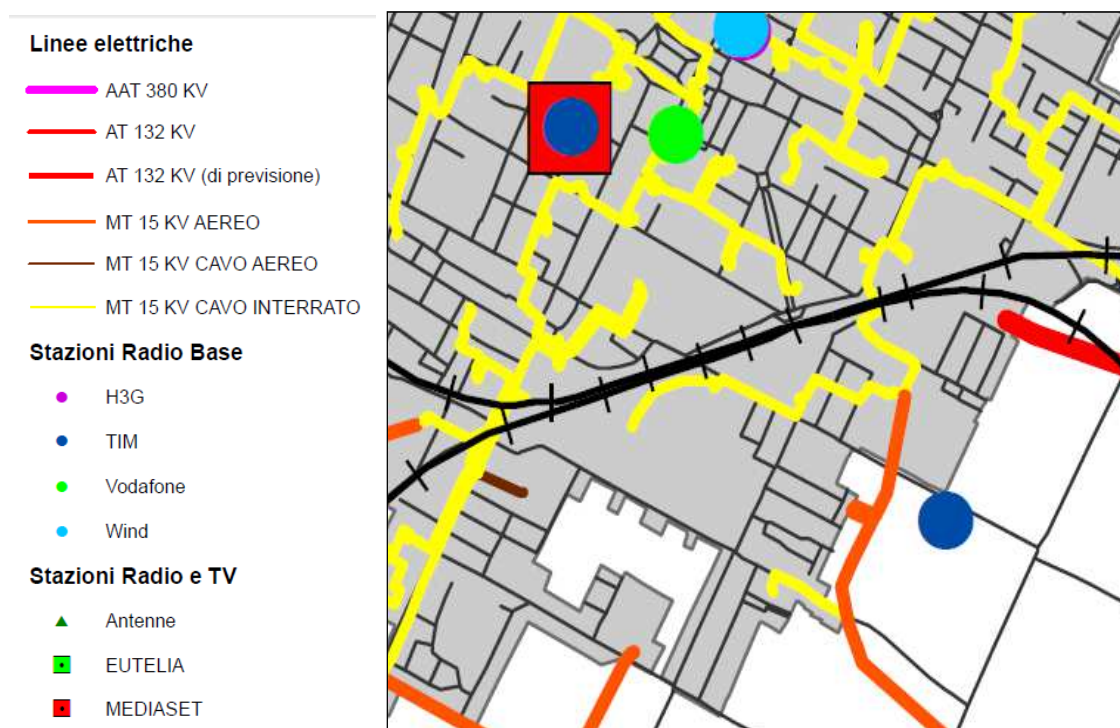 Linee elettriche
AAT 380 KV
AT 132 KV
AT 132 KV (di previsione)
MT 15 KV AEREO
MT 15 KV CAVO AEREO
MT 15 KV CAVO INTERRATO
Stazioni Radio Base
H3G
TIM
Vodafone
Wind
Stazioni Radio e TV
Antenne
EUTELIA
MEDIASET